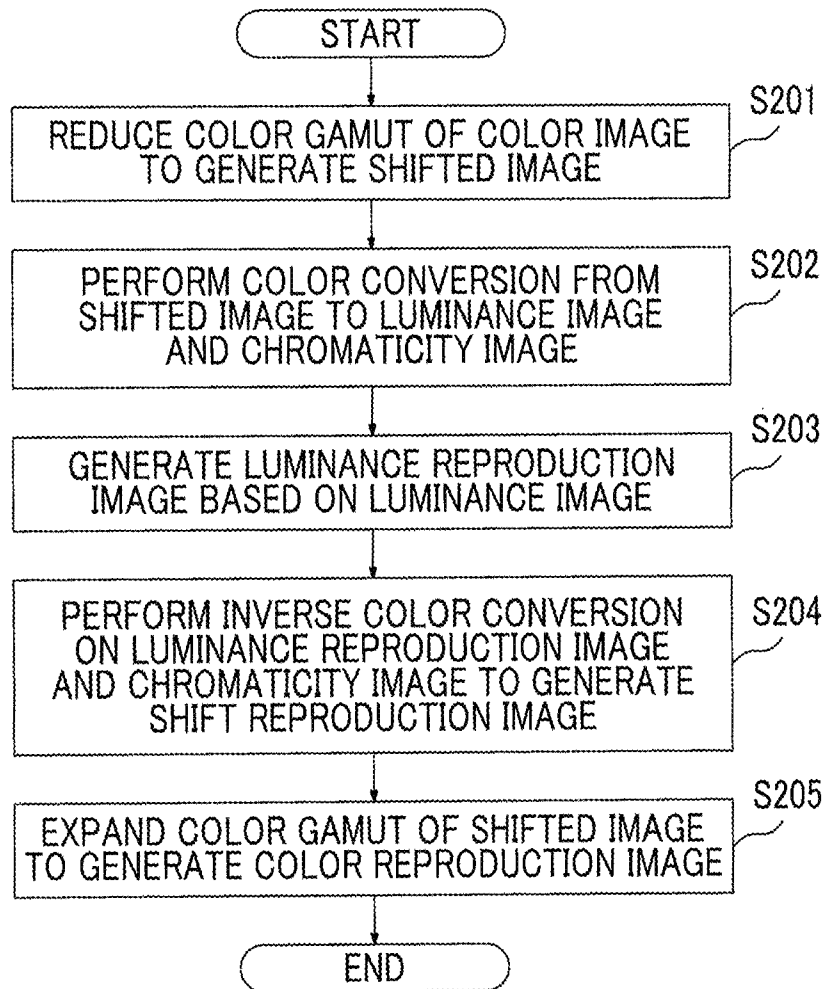 START
S201
REDUCE COLOR GAMUT OF COLOR IMAGE
TO GENERATE SHIFTED IMAGE
S202
PERFORM COLOR CONVERSION FROM
SHIFTED IMAGE TO LUMINANCE IMAGE
AND CHROMATICITY IMAGE
S203
GENERATE LUMINANCE REPRODUCTION
IMAGE BASED ON LUMINANCE IMAGE
S204
PERFORM INVERSE COLOR CONVERSION
ON LUMINANCE REPRODUCTION IMAGE
AND CHROMATICITY IMAGE TO GENERATE
SHIFT REPRODUCTION IMAGE
S205
EXPAND COLOR GAMUT OF SHIFTED IMAGE
TO GENERATE COLOR REPRODUCTION IMAGE
END